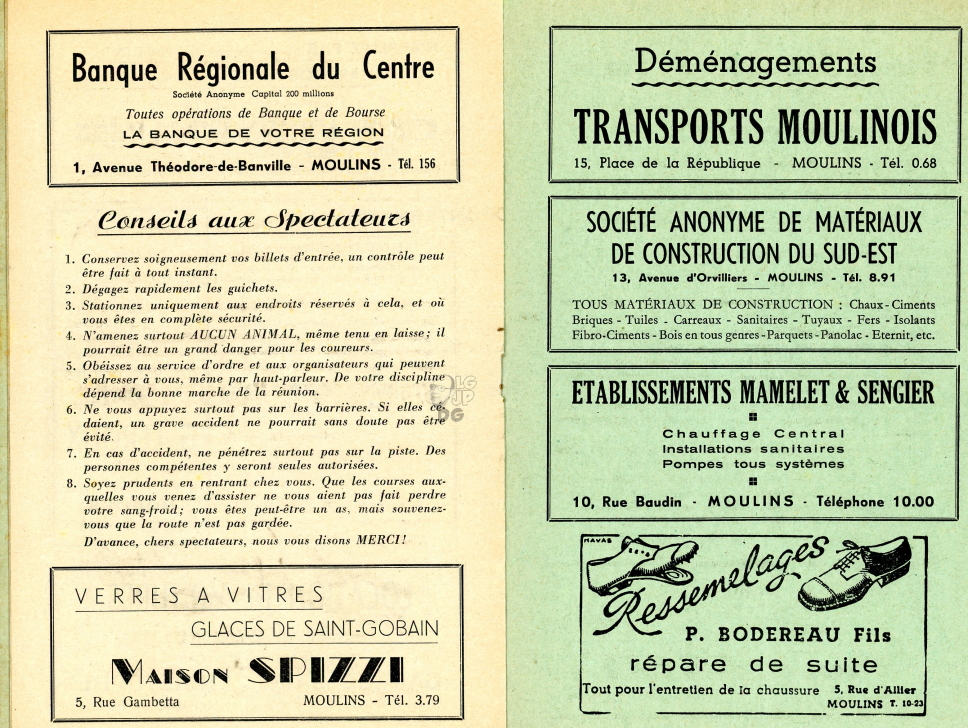 Banque Régionale du Centre
Société Anonyme Capital 200 millions
Toutes opérations de Banque et de Bourse
LA BANQUE DE VOTRE RÉGION
1, Avenue Théodore-de-Banville - MOULINS - Tél. 156
Conseils aux Spectateurs
1. Conservez soigneusement vos billets d'entrée, un contrôle peut
être fait à tout instant.
2. Dégagez rapidement les guichets.
3. Stationnez uniquement aux endroits réservés à cela, et où
vous êtes en complète sécurité.
4. N'amenez surtout AUCUN ANIMAL, même tenu en laisse ; il
pourrait être un grand danger pour les coureurs.
5. Obéissez au service d'ordre et aux organisateurs qui peuvent
s'adresser à vous, même par haut-parleur. De votre discipline
dépend la bonne marche de la réunion.
6. Ne vous appuyez surtout pas sur les barrières. Si elles cé-
daient, un grave accident ne pourrait sans doute pas être
évité.
7. En cas d'accident, ne pénétrez surtout pas sur la piste. Des
personnes compétentes y seront seules autorisées.
8. Soyez prudents en rentrant chez vous. Que les courses aux-
quelles vous venez d'assister ne vous aient pas fait perdre
votre sang-froid ; vous êtes peut-être un as, mais souvenez-
vous que la route n'est pas gardée.
D'avance, chers spectateurs, nous vous disons MERCI !
VERRES A VITRES
GLACES DE SAINT-GOBAIN
MAISON SPIZZI
5, Rue Gambetta MOULINS - Tél. 3.79
Déménagements
TRANSPORTS MOULINOIS
15, Place de la République - MOULINS - Tél. 0.68
SOCIÉTÉ ANONYME DE MATÉRIAUX
DE CONSTRUCTION DU SUD-EST
13, Avenue d'Orvilliers - MOULINS - Tél. 8.91
TOUS MATÉRIAUX DE CONSTRUCTION : Chaux - Ciments
Briques - Tuiles - Carreaux - Sanitaires - Tuyaux - Fers - Isolants
Fibro-Ciments - Bois en tous genres - Parquets - Panolac - Eternit, etc.
ETABLISSEMENTS MAMELET & SENGIER
Chauffage Central
Installations sanitaires
Pompes tous systèmes
10, Rue Baudin - MOULINS - Téléphone 10.00
HAVAS
Ressemelages
P. BODEREAU Fils
répare de suite
Tout pour l'entretien de la chaussure 5, Rue d'Allier
MOULINS T. 10-23
LG
JP
DG